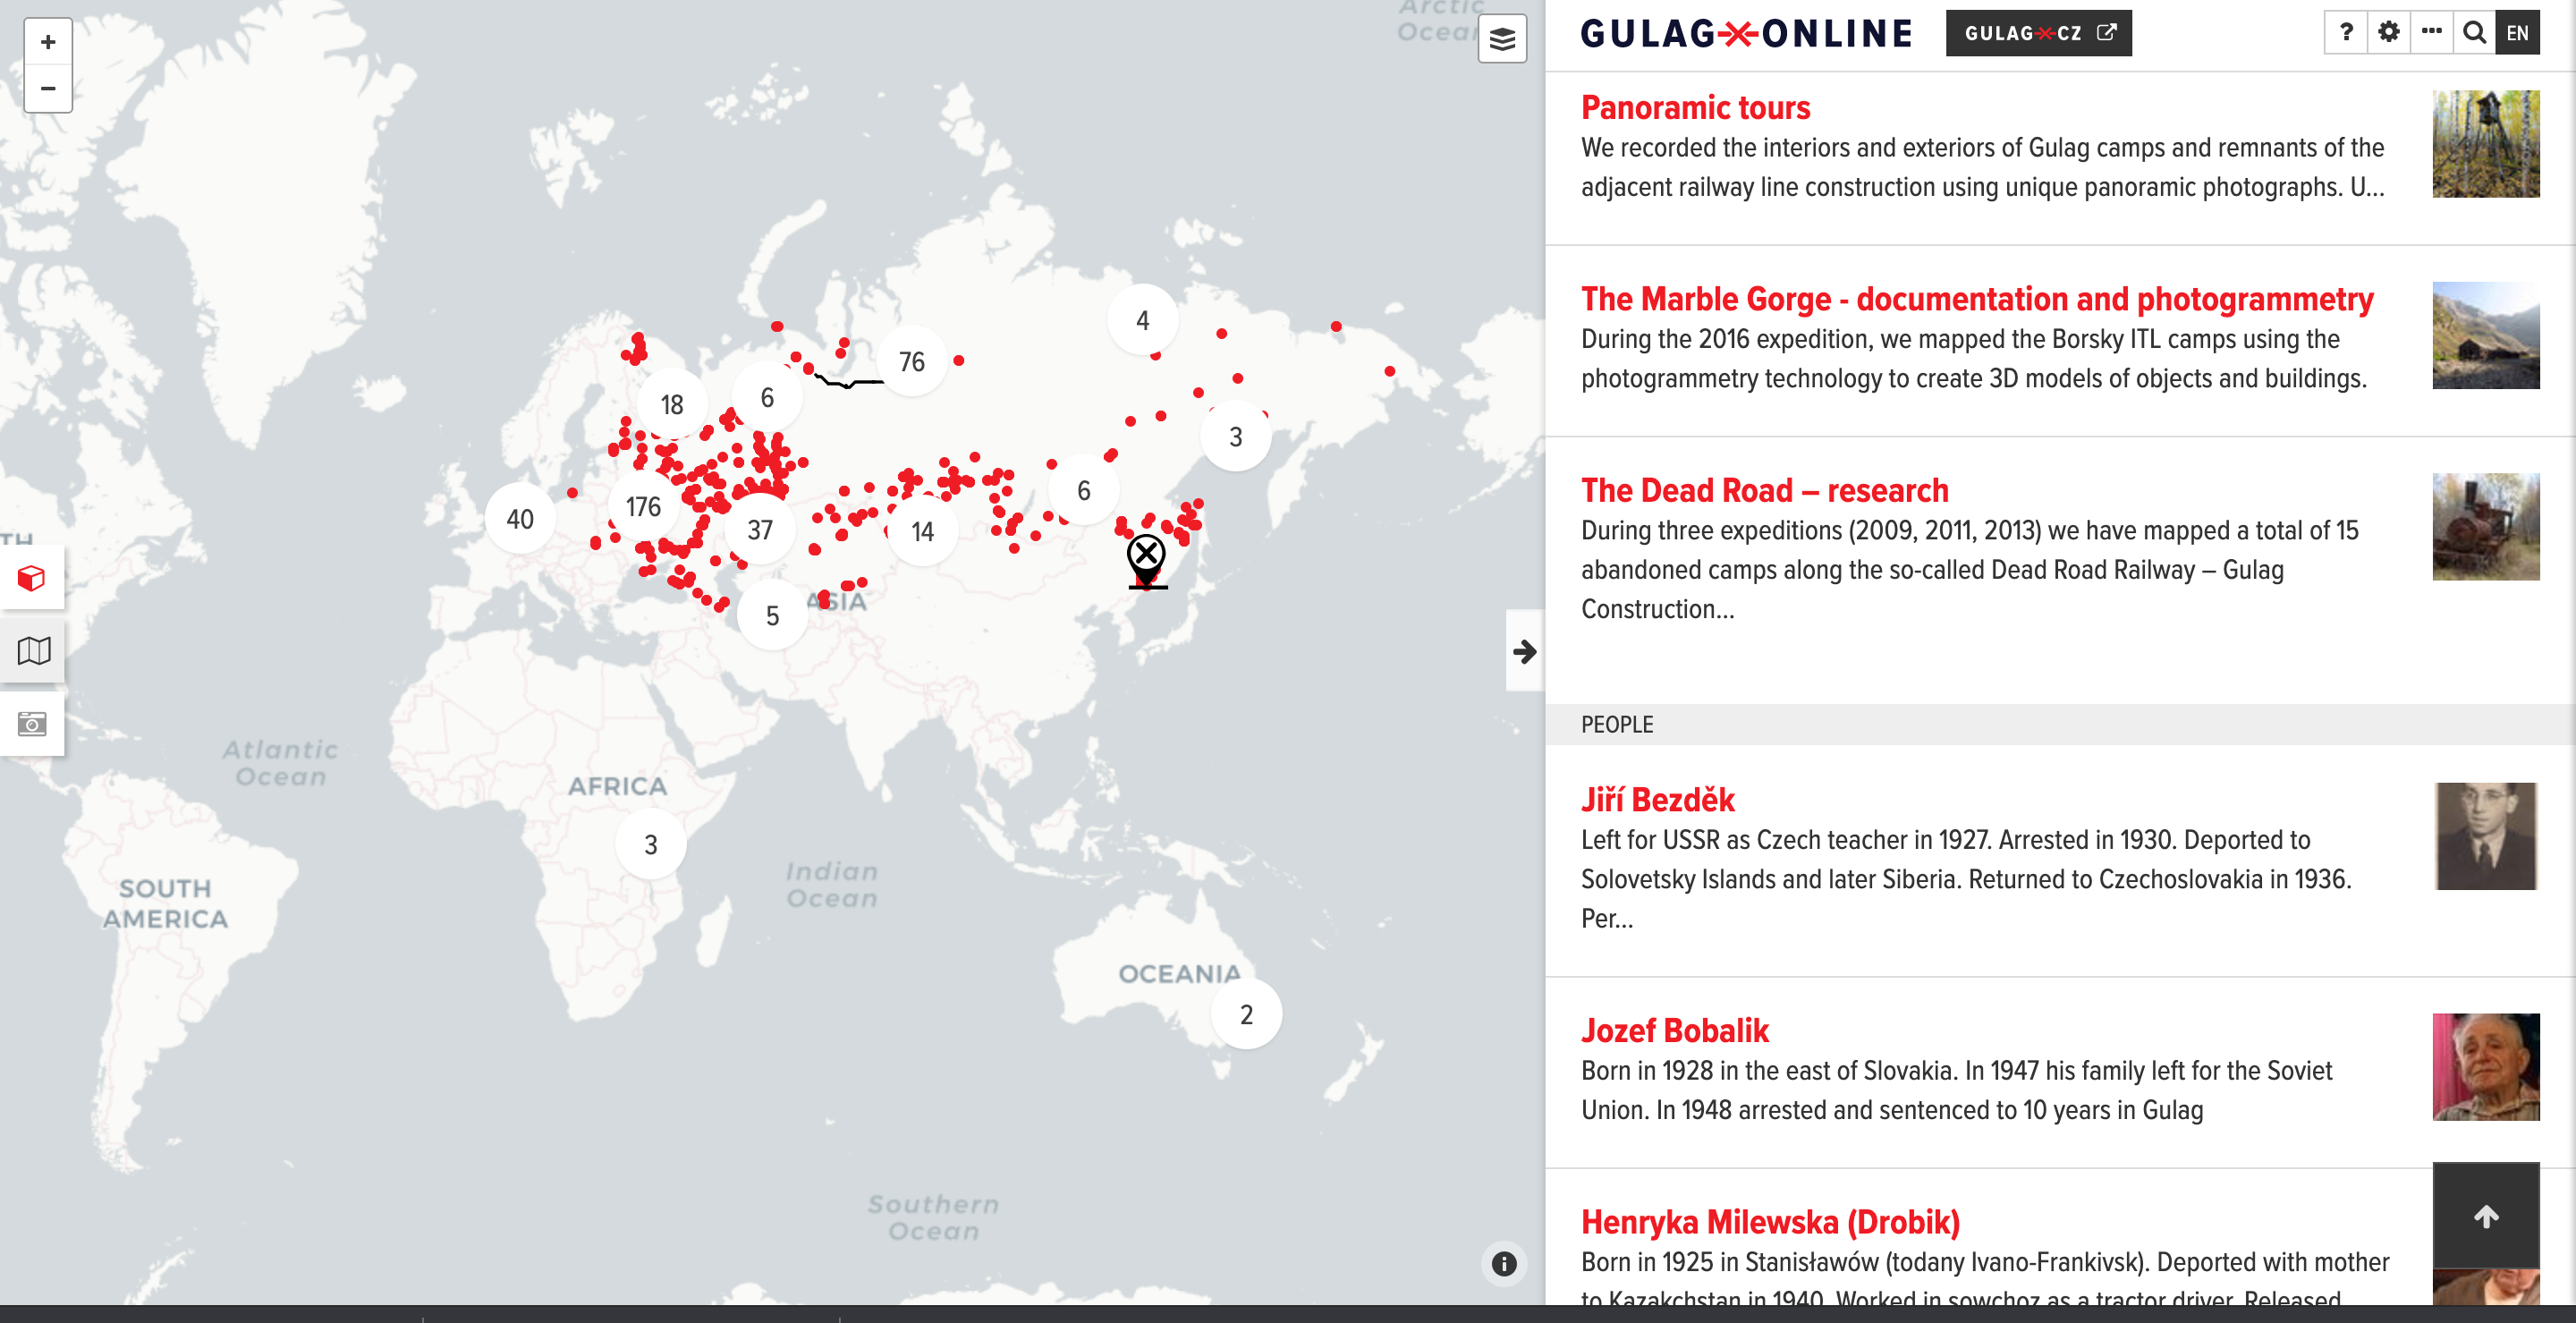 Arctic
Ocean
+
−
GULAG ONLINE
GULAG CZ
?
EN
Panoramic tours
We recorded the interiors and exteriors of Gulag camps and remnants of the
adjacent railway line construction using unique panoramic photographs. U...
The Marble Gorge - documentation and photogrammetry
During the 2016 expedition, we mapped the Borsky ITL camps using the
photogrammetry technology to create 3D models of objects and buildings.
The Dead Road – research
During three expeditions (2009, 2011, 2013) we have mapped a total of 15
abandoned camps along the so-called Dead Road Railway – Gulag
Construction...
PEOPLE
Jiří Bezděk
Left for USSR as Czech teacher in 1927. Arrested in 1930. Deported to
Solovetsky Islands and later Siberia. Returned to Czechoslovakia in 1936.
Per...
Jozef Bobalik
Born in 1928 in the east of Slovakia. In 1947 his family left for the Soviet
Union. In 1948 arrested and sentenced to 10 years in Gulag
Henryka Milewska (Drobik)
Born in 1925 in Stanisławów (todany Ivano-Frankivsk). Deported with mother
to Kazakchstan in 1940. Worked in sowchoz as a tractor driver. Released
4
76
6
18
3
6
176
40
37
14
ASIA
5
TH
Atlantic
Ocean
AFRICA
3
Indian
Ocean
SOUTH
AMERICA
OCEANIA
2
Southern
Ocean